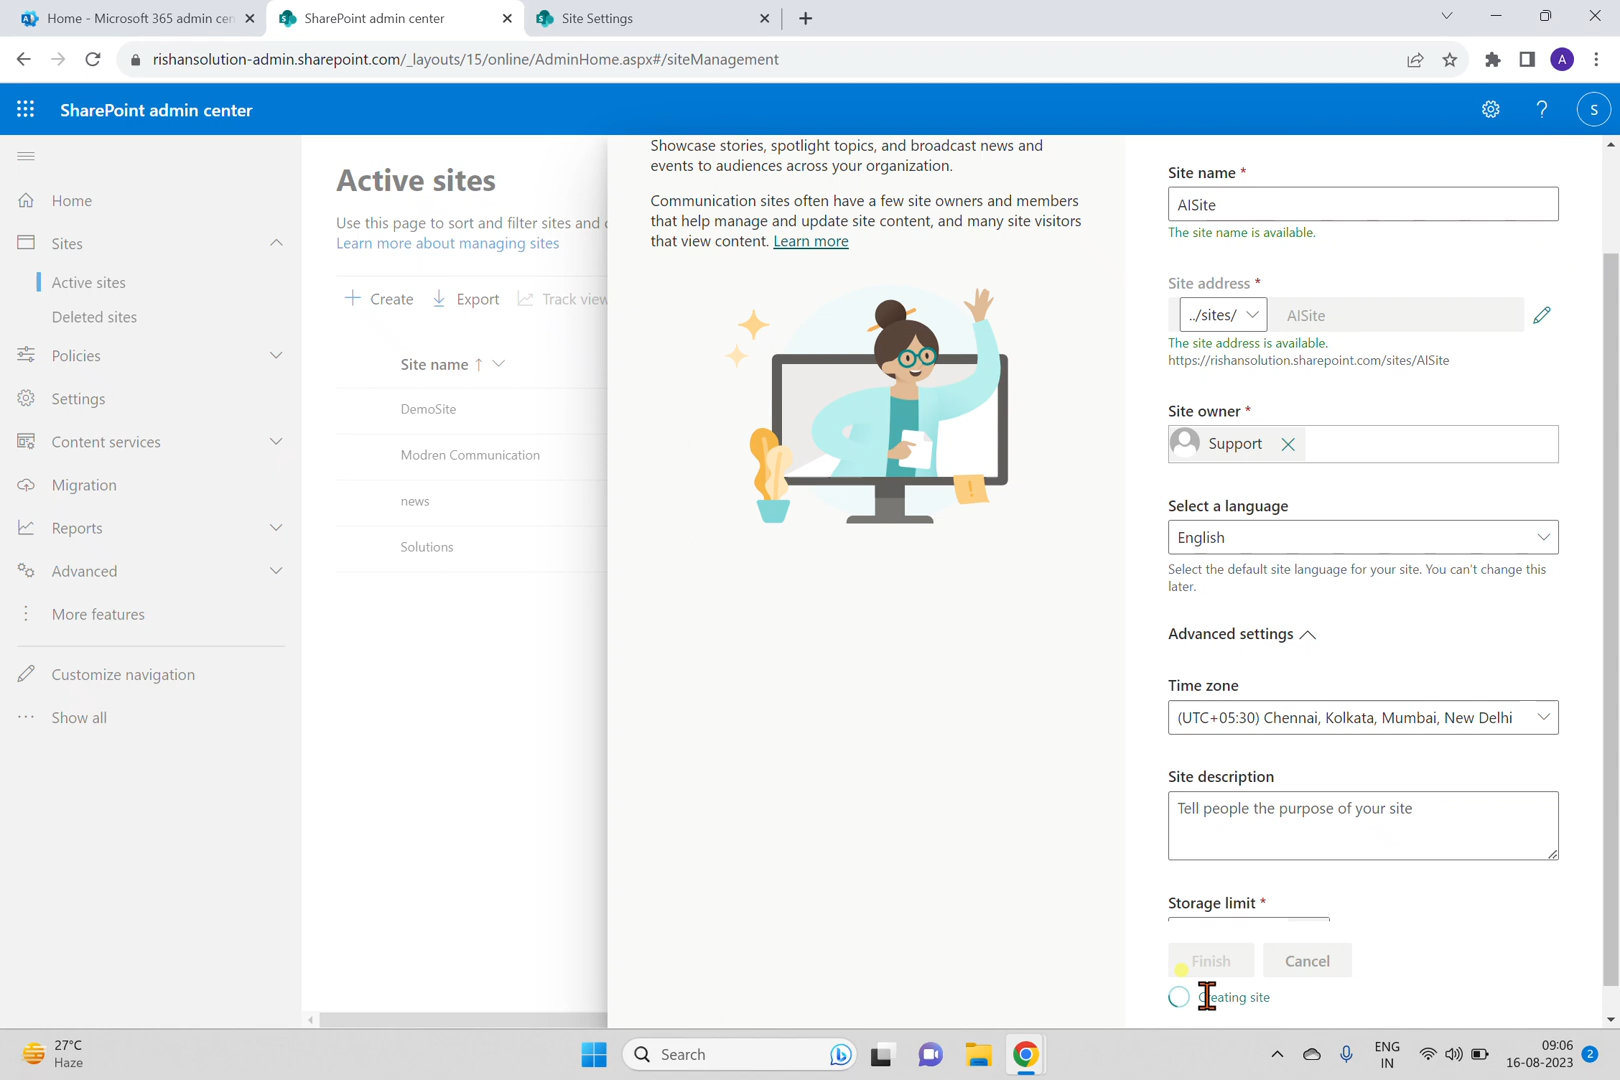 Home - Microsoft 365 admin cen
SharePoint admin center
Site Settings
rishansolution-admin.sharepoint.com/_layouts/15/online/AdminHome.aspx#/siteManagement
A
SharePoint admin center
?
S
Home
Sites
Active sites
Deleted sites
Policies
Settings
Content services
Migration
Reports
Advanced
More features
Customize navigation
Show all
Active sites
Use this page to sort and filter sites and
Learn more about managing sites
Create
Export
Track view
Site name
DemoSite
Modren Communication
news
Solutions
Showcase stories, spotlight topics, and broadcast news and
events to audiences across your organization.
Communication sites often have a few site owners and members
that help manage and update site content, and many site visitors
that view content. Learn more
Site name *
AISite
The site name is available.
Site address *
../sites/
AISite
The site address is available.
https://rishansolution.sharepoint.com/sites/AISite
Site owner *
Support
Select a language
English
Select the default site language for your site. You can't change this
later.
Advanced settings
Time zone
(UTC+05:30) Chennai, Kolkata, Mumbai, New Delhi
Site description
Tell people the purpose of your site
Storage limit *
Finish
Cancel
Creating site
27°C
Haze
Search
ENG
IN
09:06
16-08-2023
2